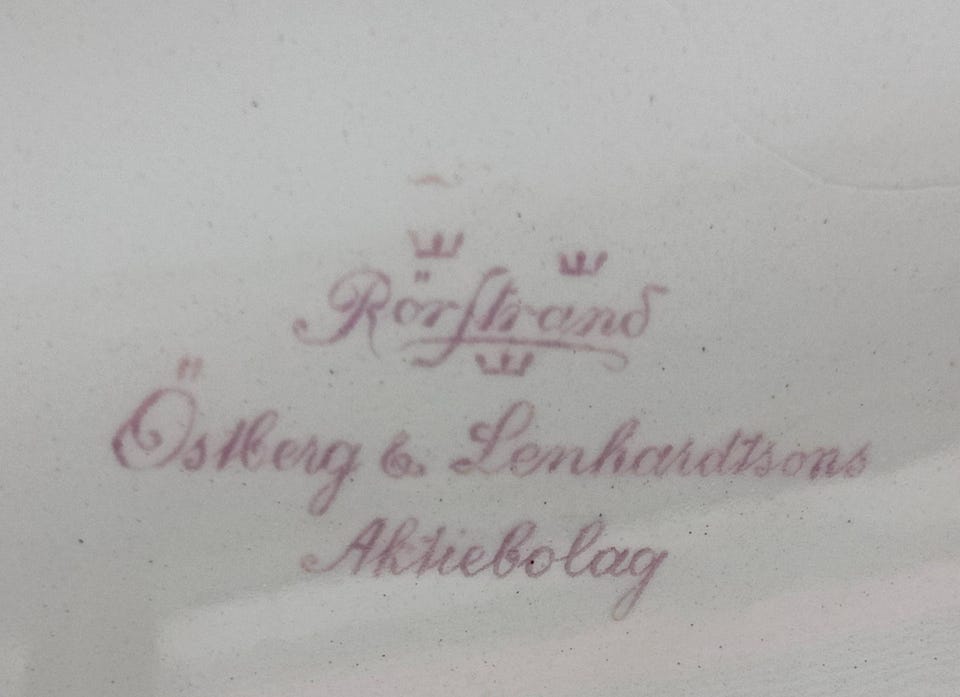 Rörstrand
Östberg & Lenhardtsons
Aktiebolag